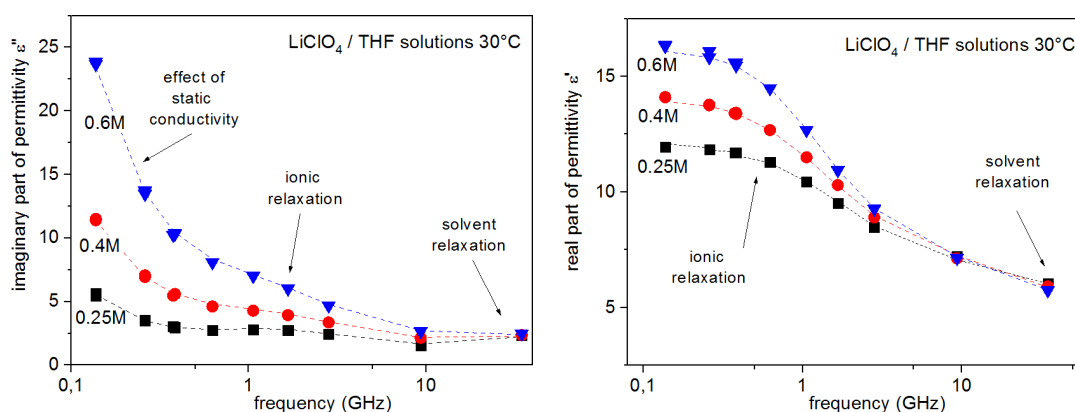 LiClO₄ / THF solutions 30°C
25
20
15
10
5
0
imaginary part of permittivity ε"
0.6M
0.4M
0.25M
effect of
static
conductivity
ionic
relaxation
solvent
relaxation
0,1
1
10
frequency (GHz)
LiClO₄ / THF solutions 30°C
15
10
5
real part of permittivity ε'
0.6M
0.4M
0.25M
ionic
relaxation
solvent
relaxation
0,1
1
10
frequency (GHz)